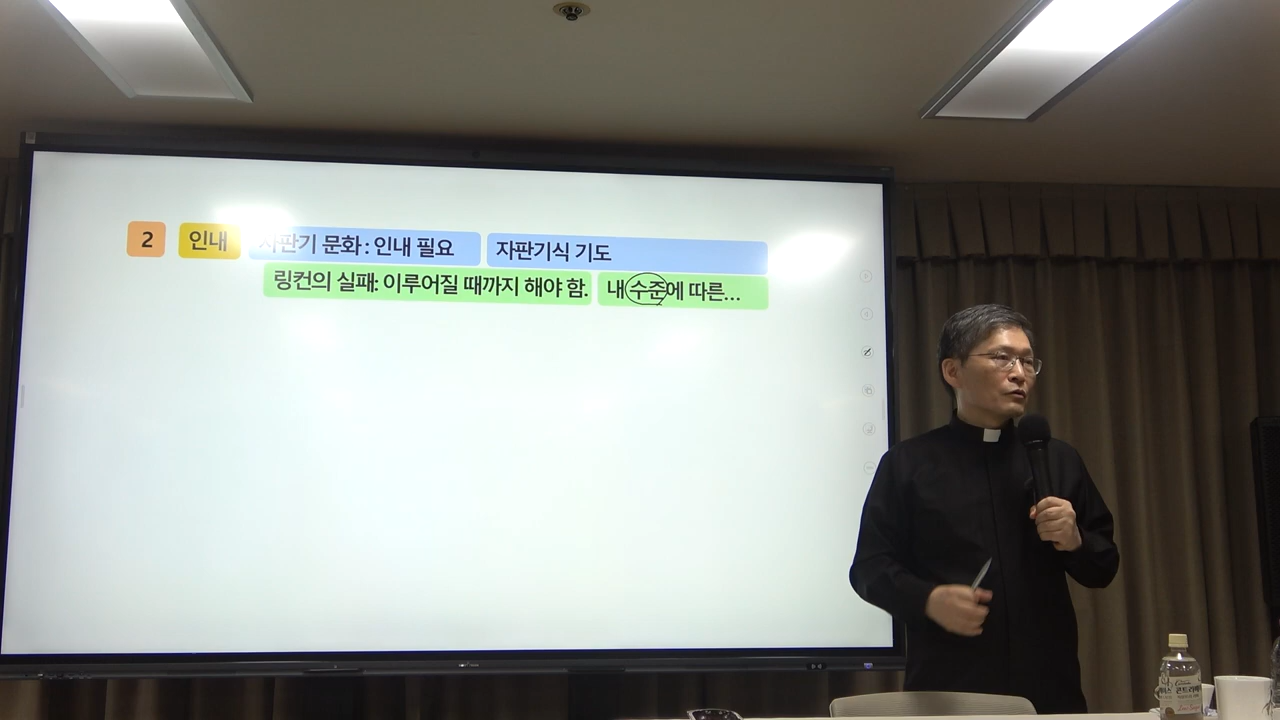 2 인내 자판기 문화 : 인내 필요 자판기식 기도
링컨의 실패: 이루어질 때까지 해야 함. 내 수준에 따른...